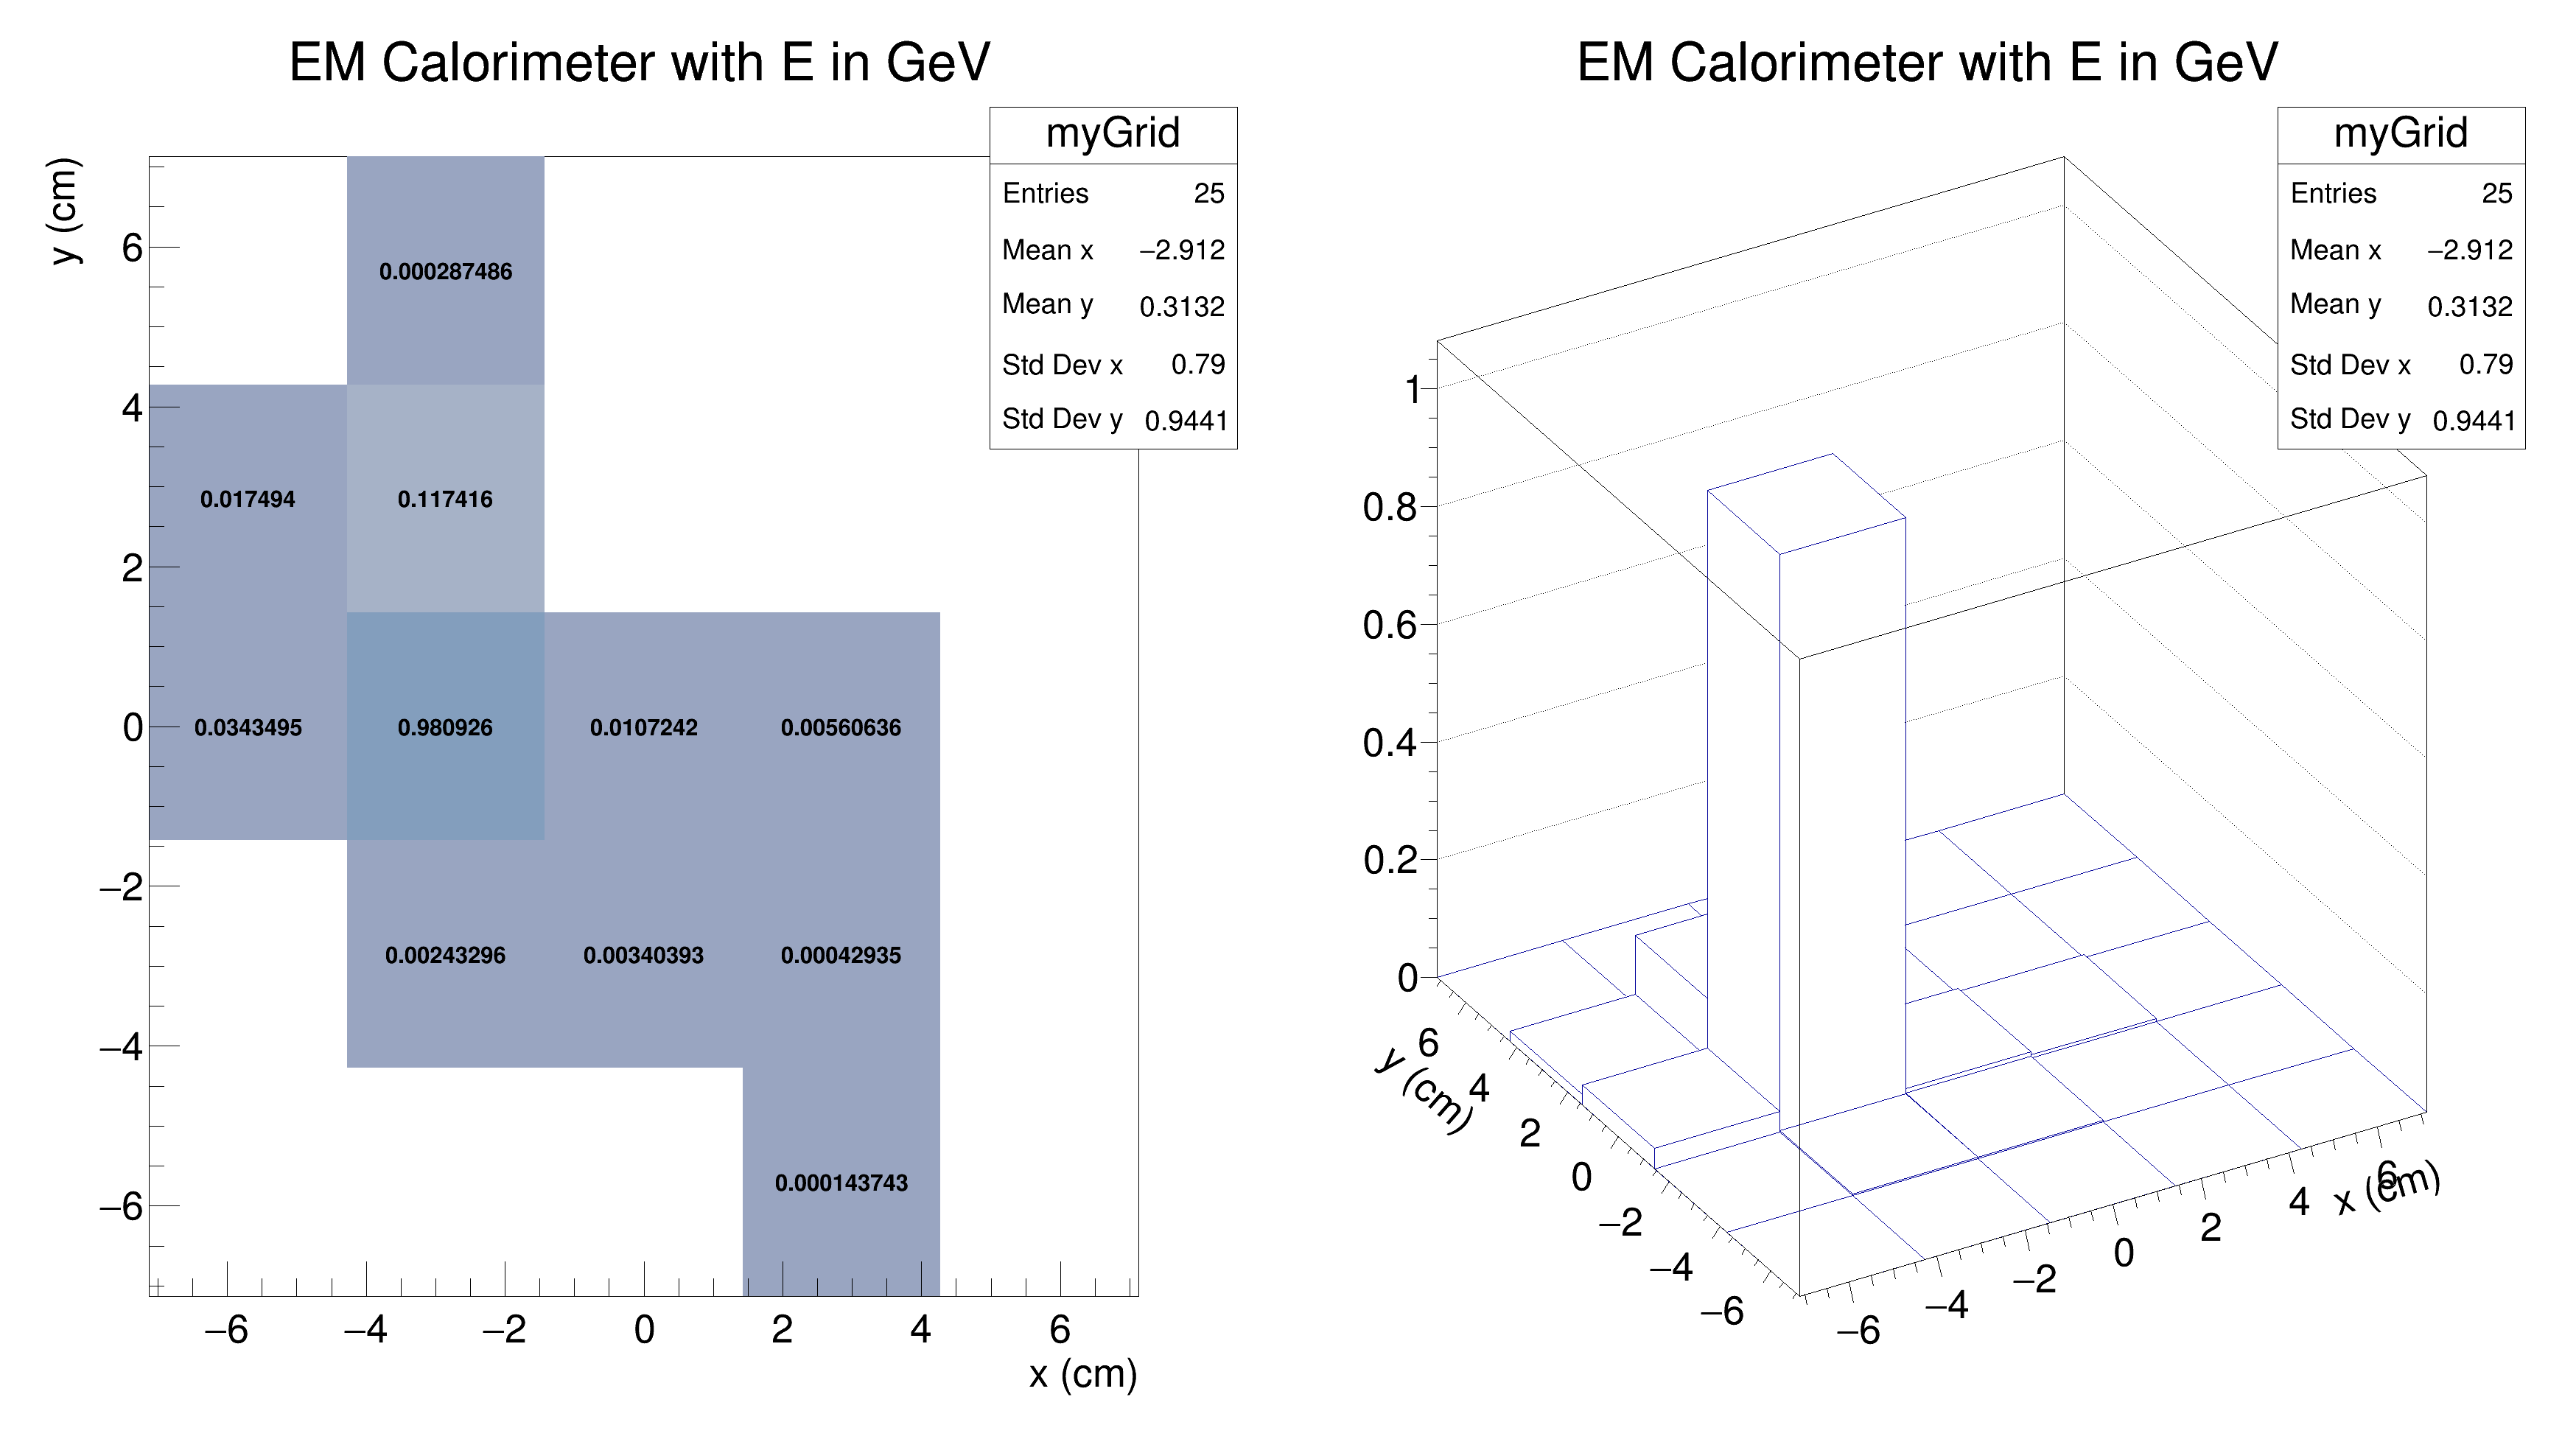 EM Calorimeter with E in GeV
myGrid
Entries 25
Mean x −2.912
Mean y 0.3132
Std Dev x 0.79
Std Dev y 0.9441
y (cm)
6
4
2
0
−2
−4
−6
0.000287486
0.017494 0.117416
0.0343495 0.980926 0.0107242 0.00560636
0.00243296 0.00340393 0.00042935
0.000143743
−6 −4 −2 0 2 4 6
x (cm)
EM Calorimeter with E in GeV
myGrid
Entries 25
Mean x −2.912
Mean y 0.3132
Std Dev x 0.79
Std Dev y 0.9441
1
0.8
0.6
0.4
0.2
0
6
4
2
0
−2
−4
−6
y (cm)
−6 −4 −2 0 2 4 6
x (cm)